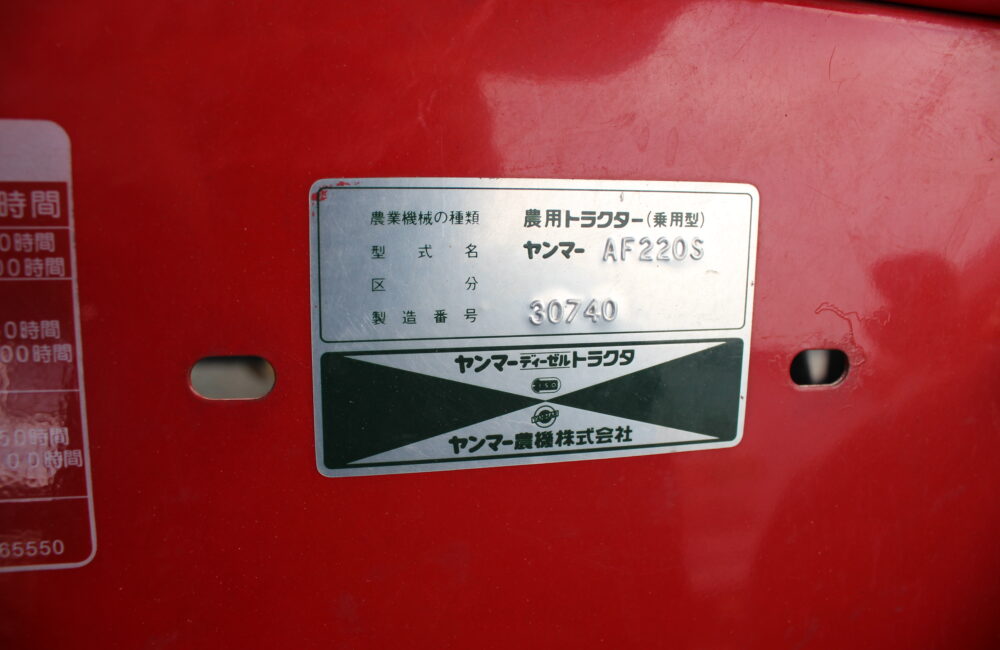 時間
0時間
00時間
50時間
00時間
50時間
00時間
65550
農業機械の種類 農用トラクター(乗用型)
型式名 ヤンマー AF220S
区分
製造番号 30740
ヤンマーディーゼルトラクタ
ヤンマー農機株式会社